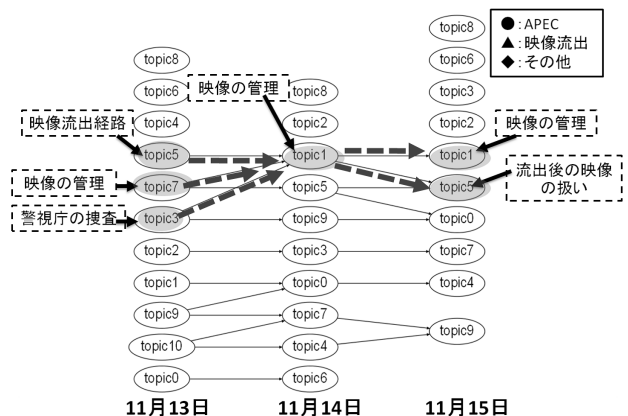 ●:APEC
▲:映像流出
◆:その他
topic8
topic6
topic4
topic5
topic7
topic3
topic2
topic1
topic9
topic10
topic0
11月13日
映像流出経路
映像の管理
警視庁の捜査
映像の管理
topic8
topic2
topic1
topic5
topic9
topic3
topic0
topic7
topic4
topic6
11月14日
topic8
topic6
topic3
topic2
topic1
topic5
topic0
topic7
topic4
topic9
11月15日
映像の管理
流出後の映像
の扱い